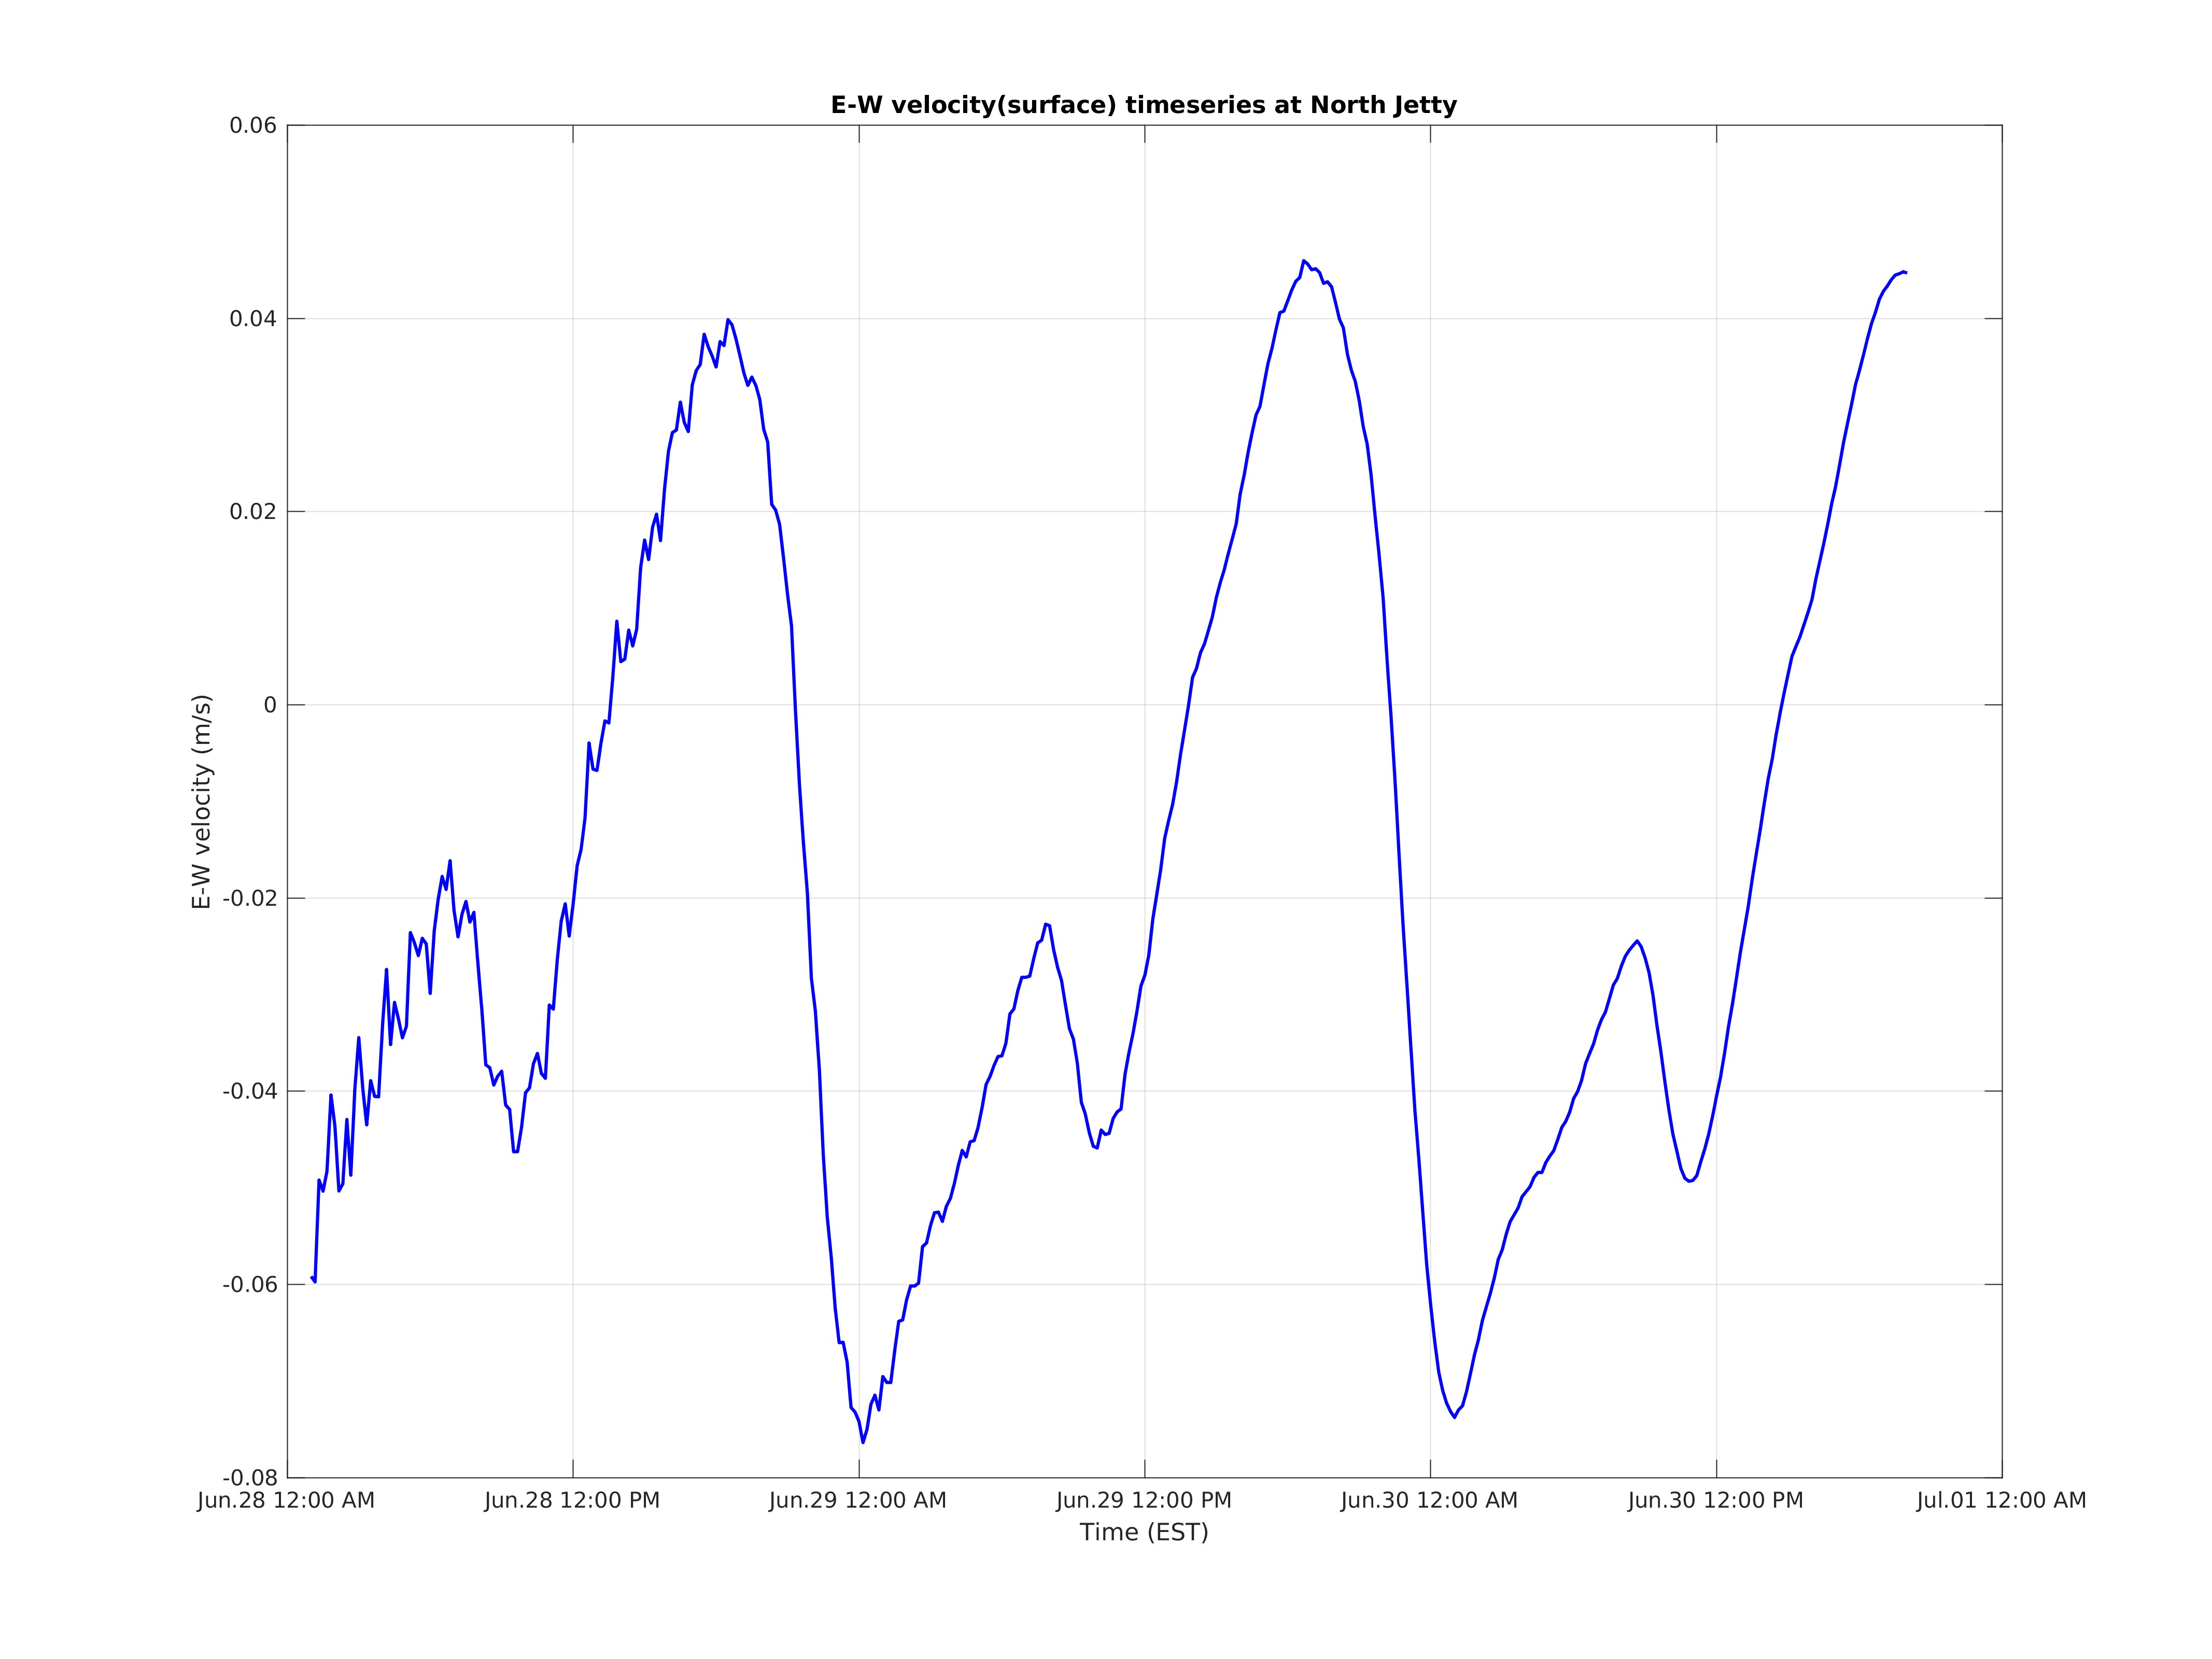 E-W velocity(surface) timeseries at North Jetty
0.06
0.04
0.02
0
-0.02
-0.04
-0.06
-0.08
E-W velocity (m/s)
Jun.28 12:00 AM
Jun.28 12:00 PM
Jun.29 12:00 AM
Jun.29 12:00 PM
Jun.30 12:00 AM
Jun.30 12:00 PM
Jul.01 12:00 AM
Time (EST)